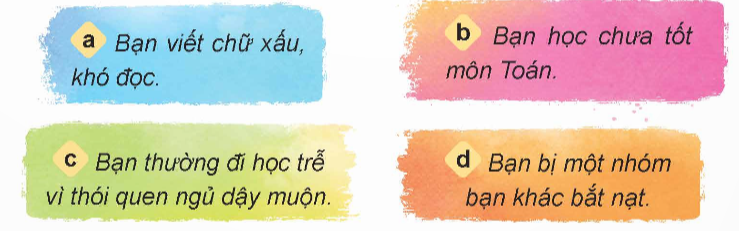 a Bạn viết chữ xấu,
khó đọc.
b Bạn học chưa tốt
môn Toán.
c Bạn thường đi học trễ
vì thói quen ngủ dậy muộn.
d Bạn bị một nhóm
bạn khác bắt nạt.